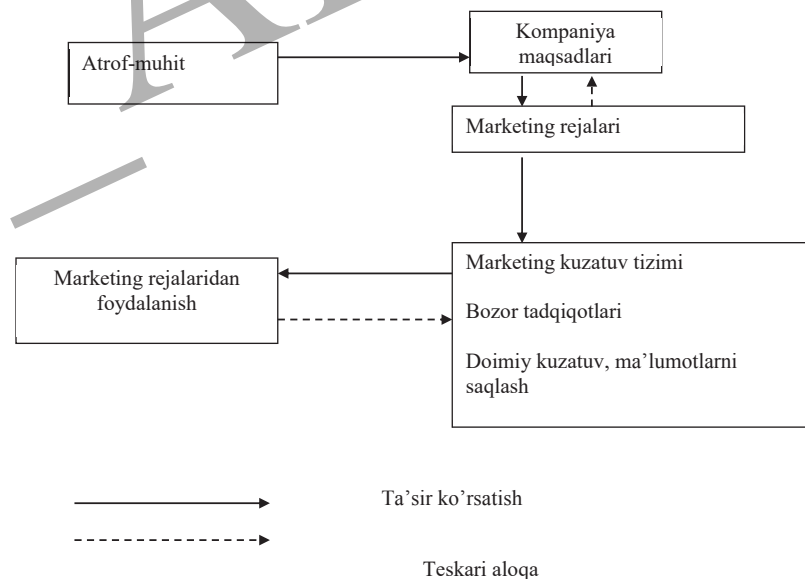 Kompaniya
maqsadlari
Atrof-muhit
Marketing rejalari
Marketing rejalaridan
foydalanish
Marketing kuzatuv tizimi
Bozor tadqiqotlari
Doimiy kuzatuv, ma’lumotlarni
saqlash
Ta’sir ko’rsatish
Teskari aloqa